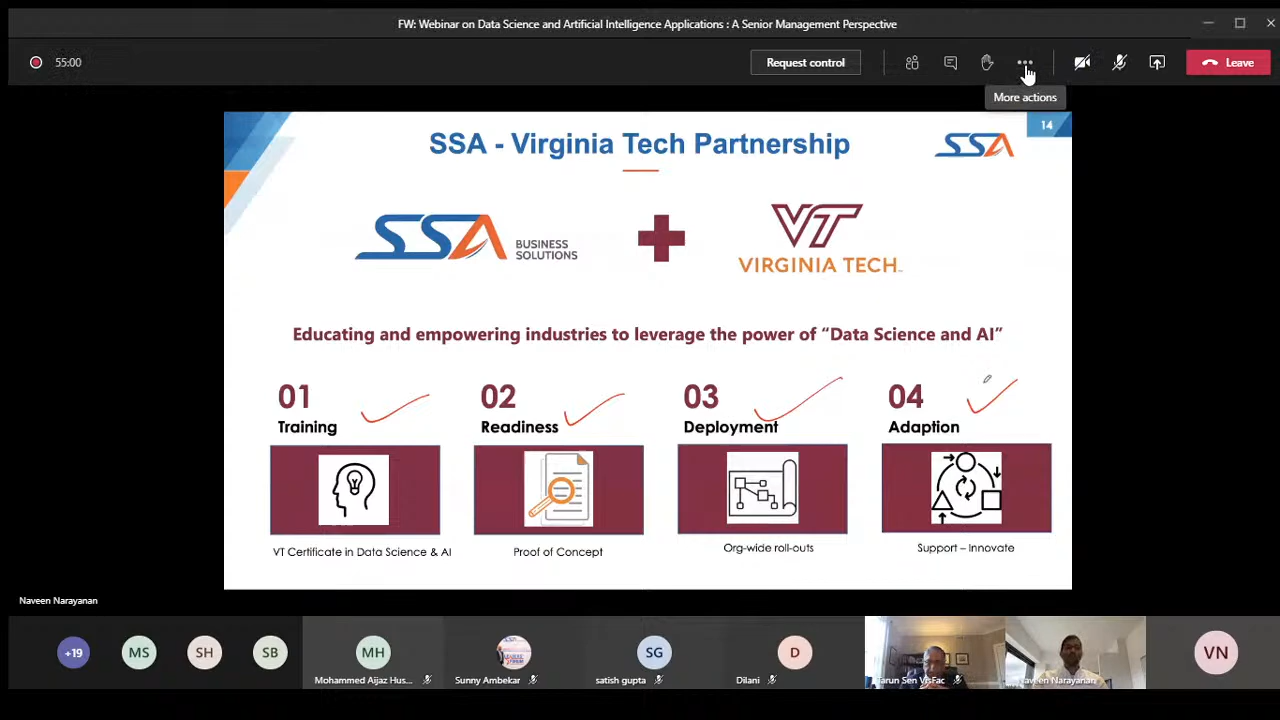 FW: Webinar on Data Science and Artificial Intelligence Applications : A Senior Management Perspective
55:00
Request control
Leave
More actions
14
SSA - Virginia Tech Partnership
SSA
SSA BUSINESS
SOLUTIONS
VT
VIRGINIA TECH™
Educating and empowering industries to leverage the power of “Data Science and AI”
01 02 03 04
Training Readiness Deployment Adaption
VT Certificate in Data Science & AI Proof of Concept Org-wide roll-outs Support – Innovate
Naveen Narayanan
+19 MS SH SB MH SG D VN
Mohammed Aijaz Hus... Sunny Ambekar satish gupta Dilani Narayanan